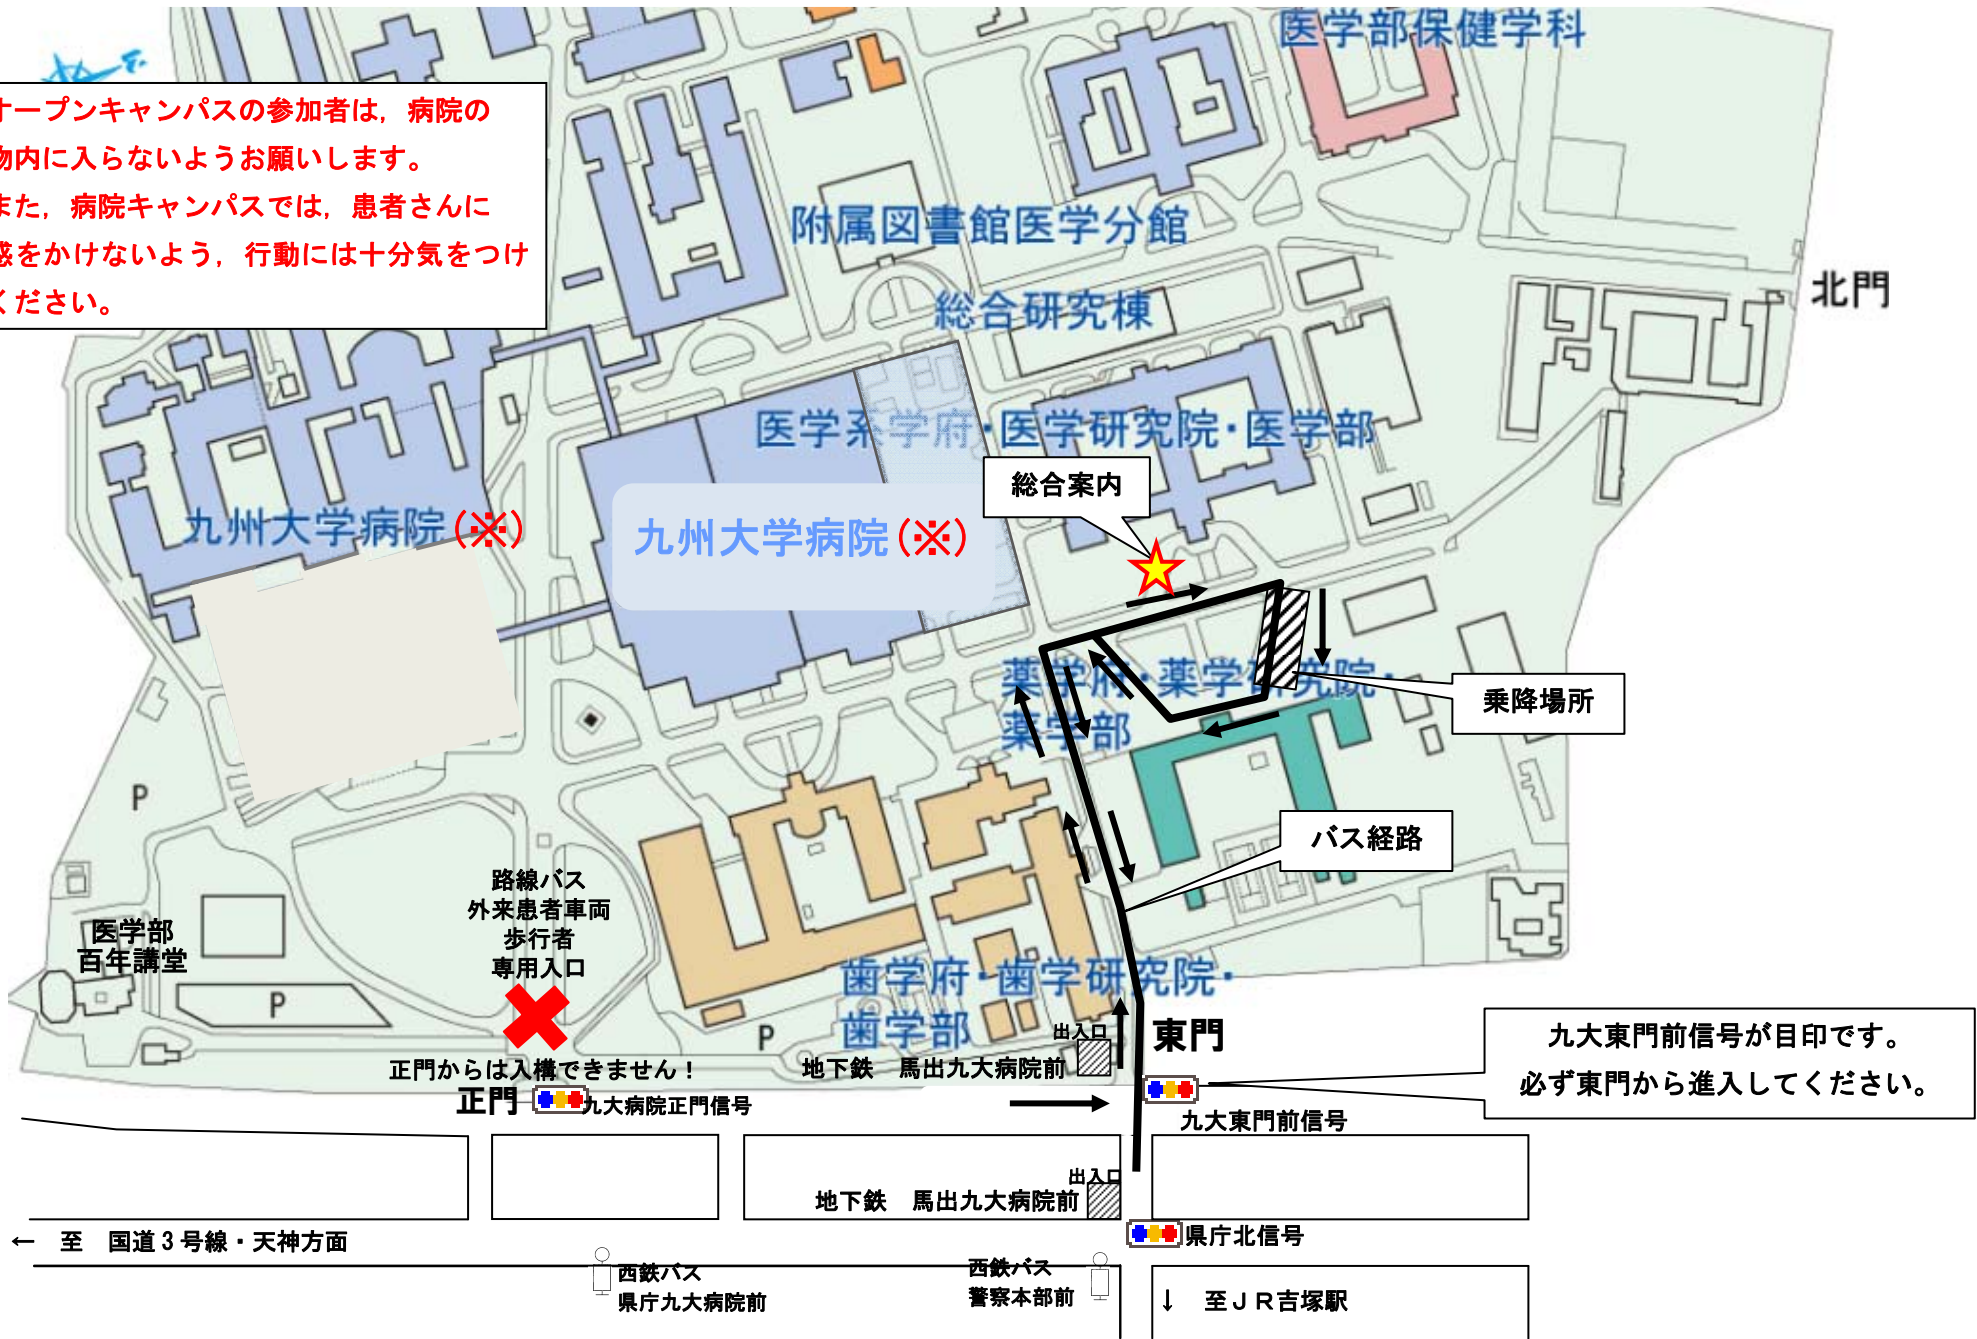 医学部保健学科
オープンキャンパスの参加者は，病院の
物内に入らないようお願いします。
また，病院キャンパスでは，患者さんに
惑をかけないよう，行動には十分気をつけ
ください。
附属図書館医学分館
総合研究棟
北門
医学系学府・医学研究院・医学部
総合案内
九州大学病院(※)
九州大学病院(※)
薬学府・薬学研究院・
薬学部
乗降場所
P
バス経路
路線バス
外来患者車両
歩行者
専用入口
医学部
百年講堂
P
歯学府・歯学研究院・
歯学部
P
出入口
東門
地下鉄　馬出九大病院前
九大東門前信号が目印です。
必ず東門から進入してください。
正門からは入構できません！
正門
九大病院正門信号
九大東門前信号
出入口
地下鉄　馬出九大病院前
県庁北信号
←　至　国道３号線・天神方面
西鉄バス
県庁九大病院前
西鉄バス
警察本部前
↓　至ＪＲ吉塚駅